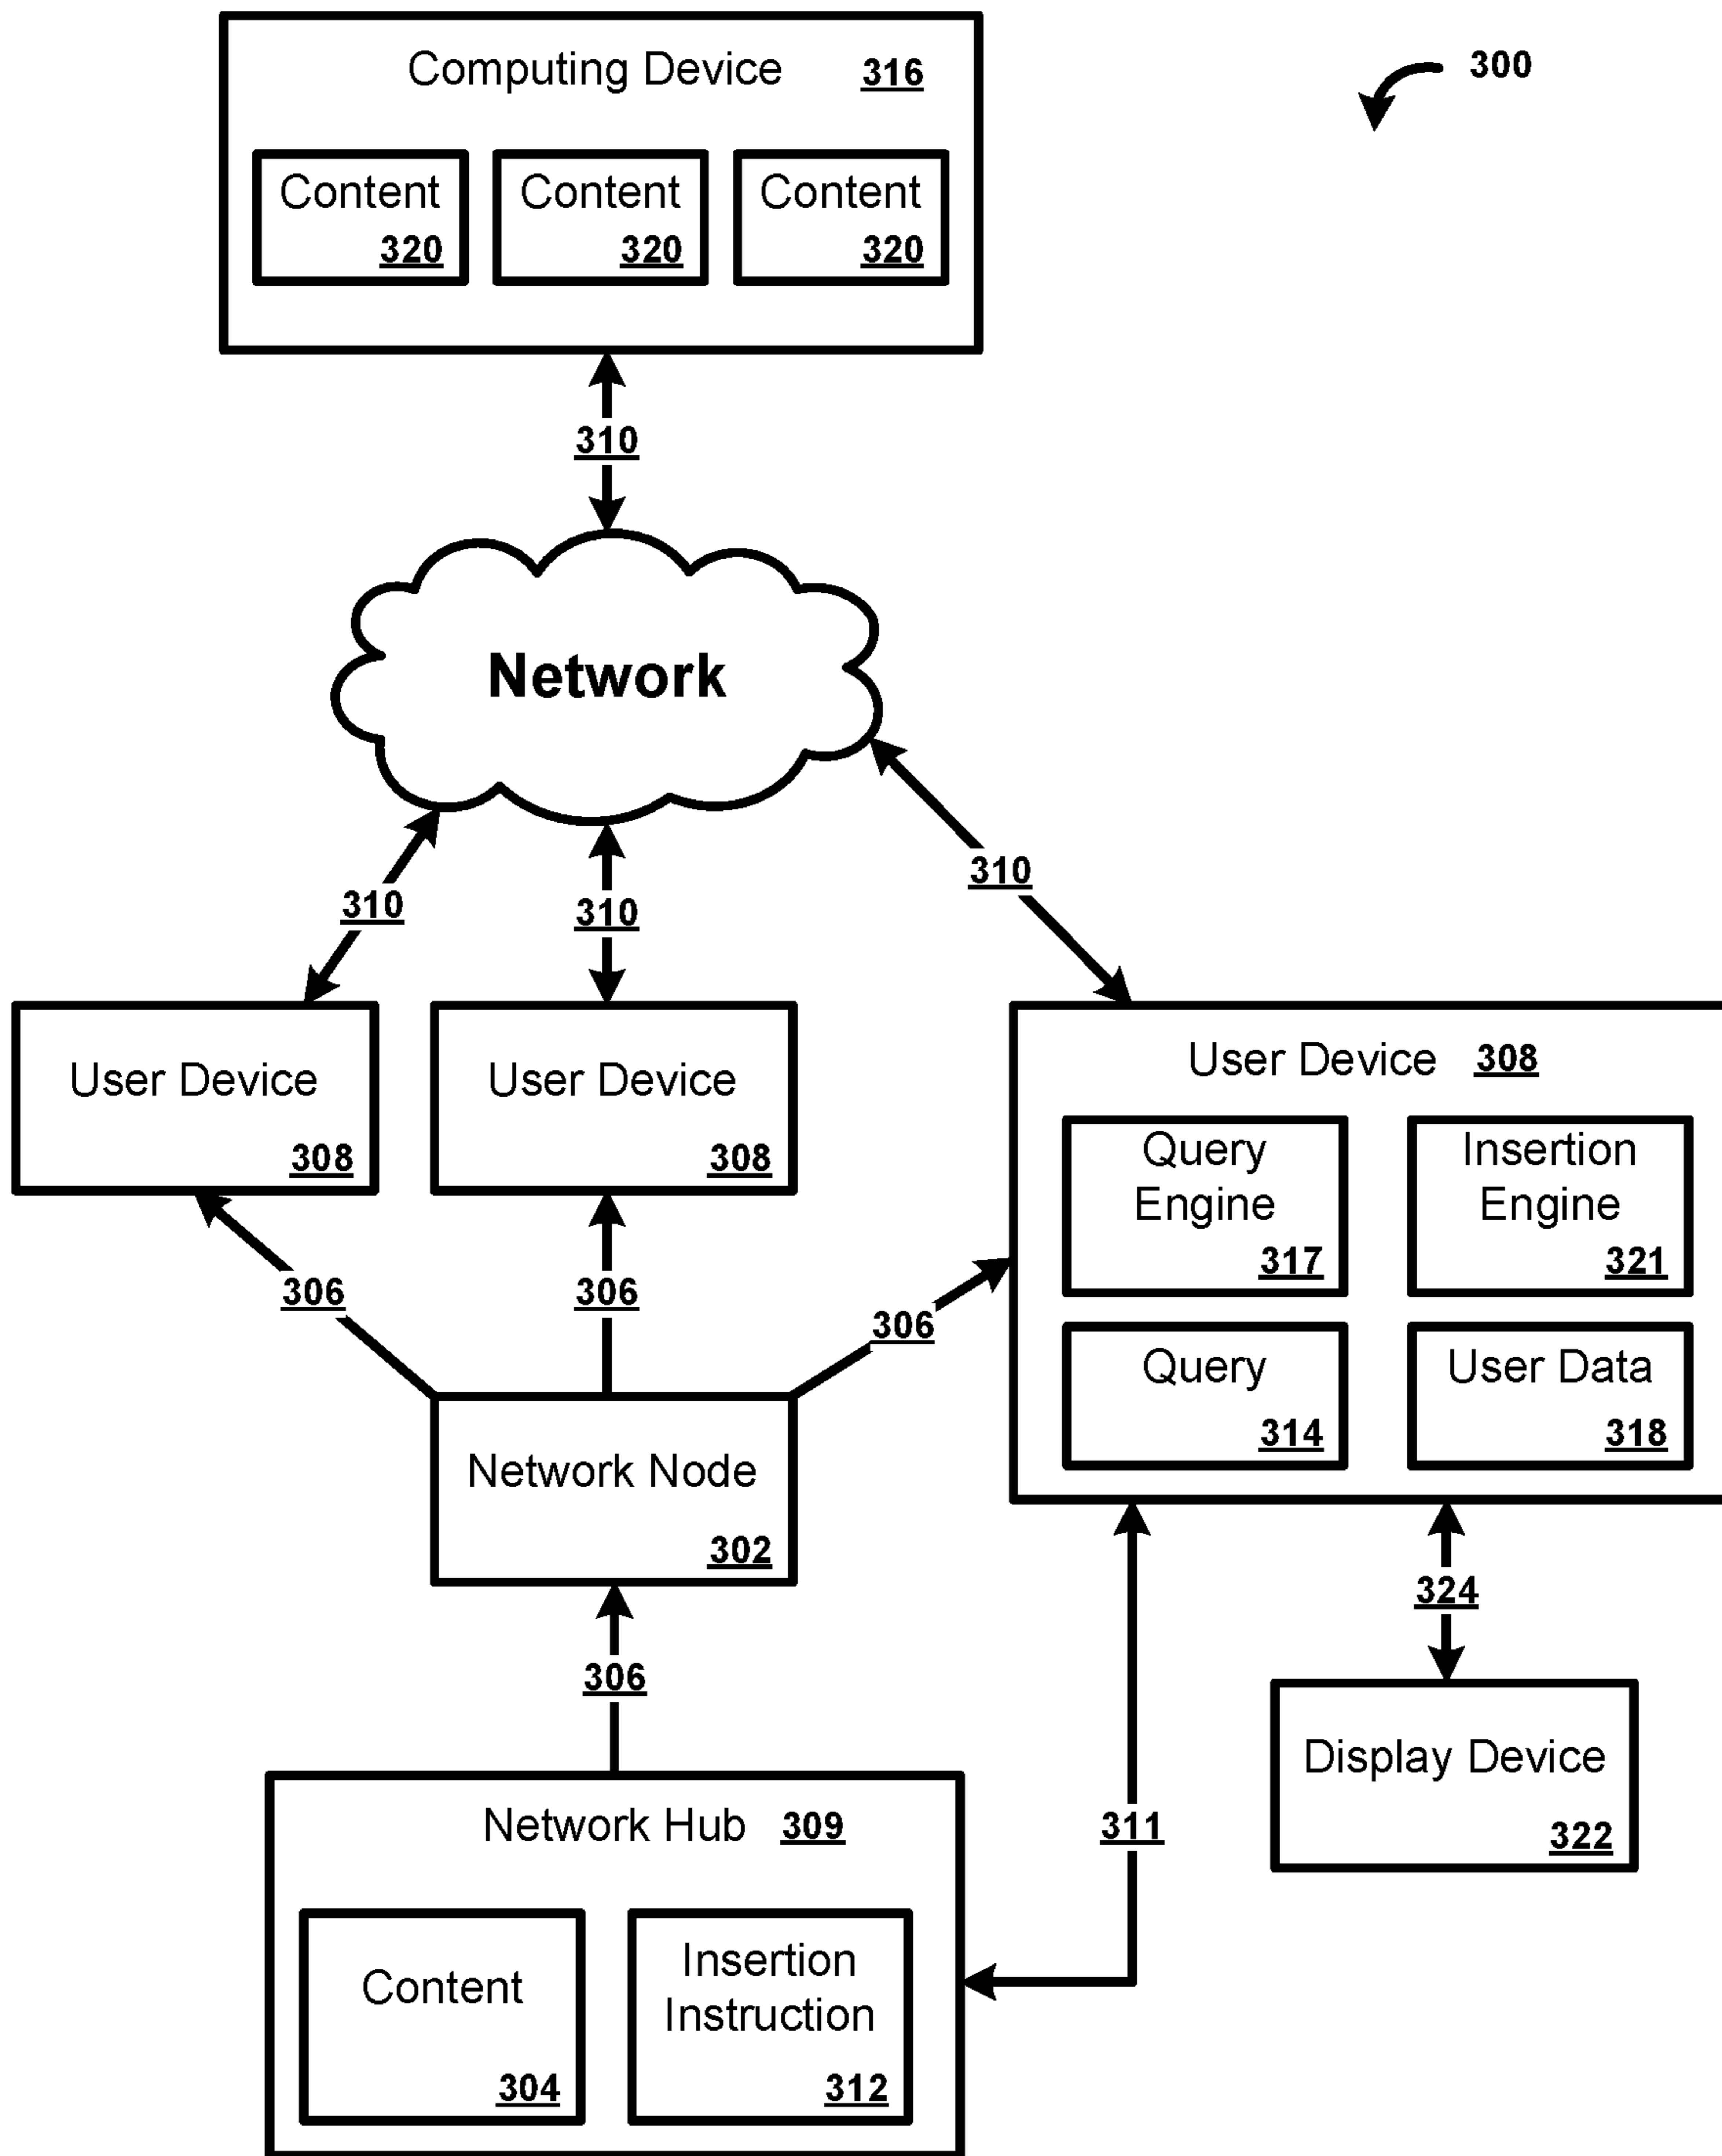 Computing Device 316
300
Content
320
Content
320
Content
320
310
Network
310
310
310
User Device
308
User Device
308
User Device 308
Query
Engine
317
Insertion
Engine
321
Query
314
User Data
318
306
306
306
Network Node
302
324
306
Display Device
322
311
Network Hub 309
Content
304
Insertion
Instruction
312